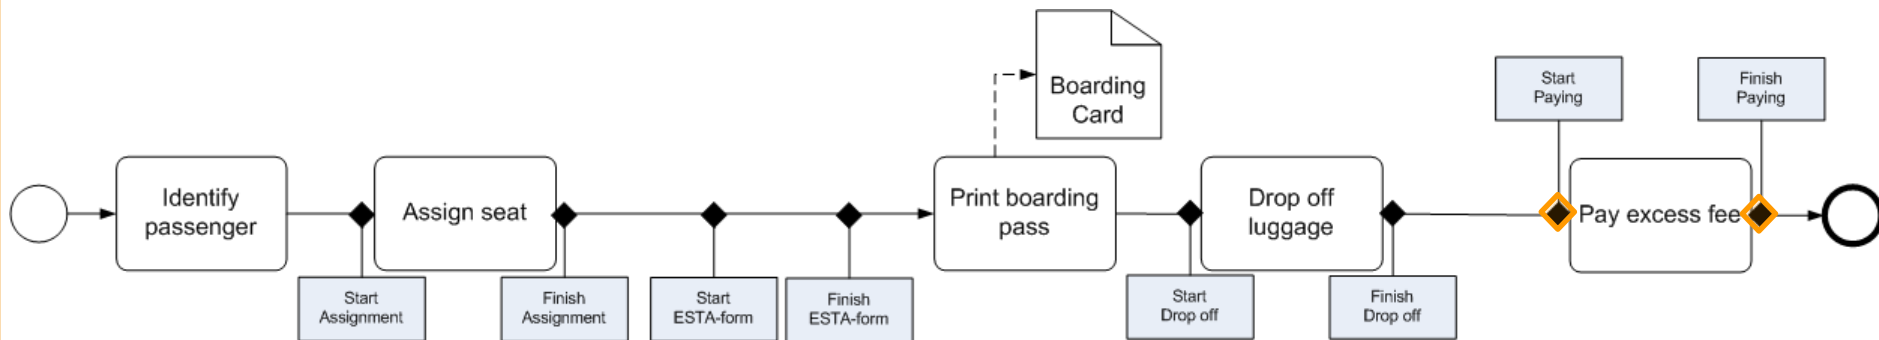 Boarding
Card
Start
Paying
Finish
Paying
Identify
passenger
Assign seat
Print boarding
pass
Drop off
luggage
Pay excess fee
Start
Assignment
Finish
Assignment
Start
ESTA-form
Finish
ESTA-form
Start
Drop off
Finish
Drop off